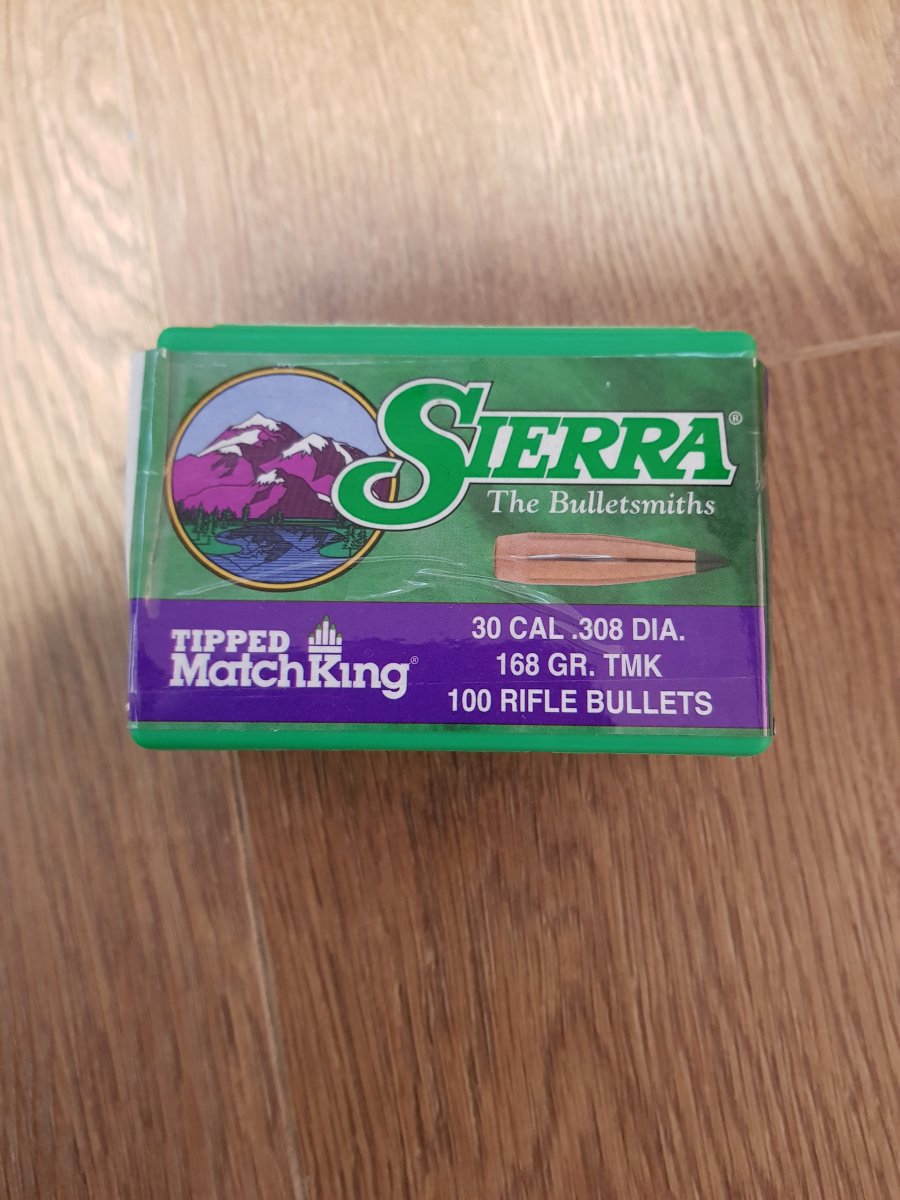 SIERRA®
The Bulletsmiths
TIPPED
MatchKing®
30 CAL .308 DIA.
168 GR. TMK
100 RIFLE BULLETS